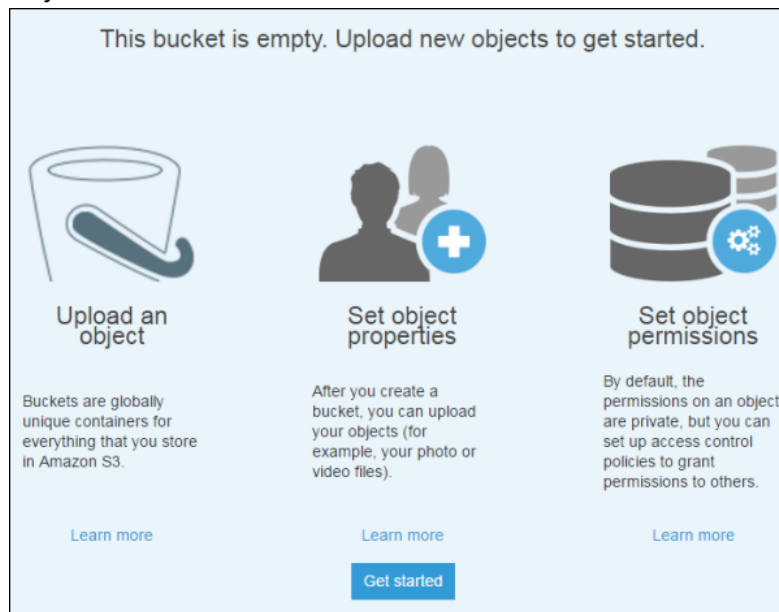 This bucket is empty. Upload new objects to get started.
Upload an
object
Buckets are globally
unique containers for
everything that you store
in Amazon S3.
Learn more
Set object
properties
After you create a
bucket, you can upload
your objects (for
example, your photo or
video files).
Learn more
Set object
permissions
By default, the
permissions on an object
are private, but you can
set up access control
policies to grant
permissions to others.
Learn more
Get started